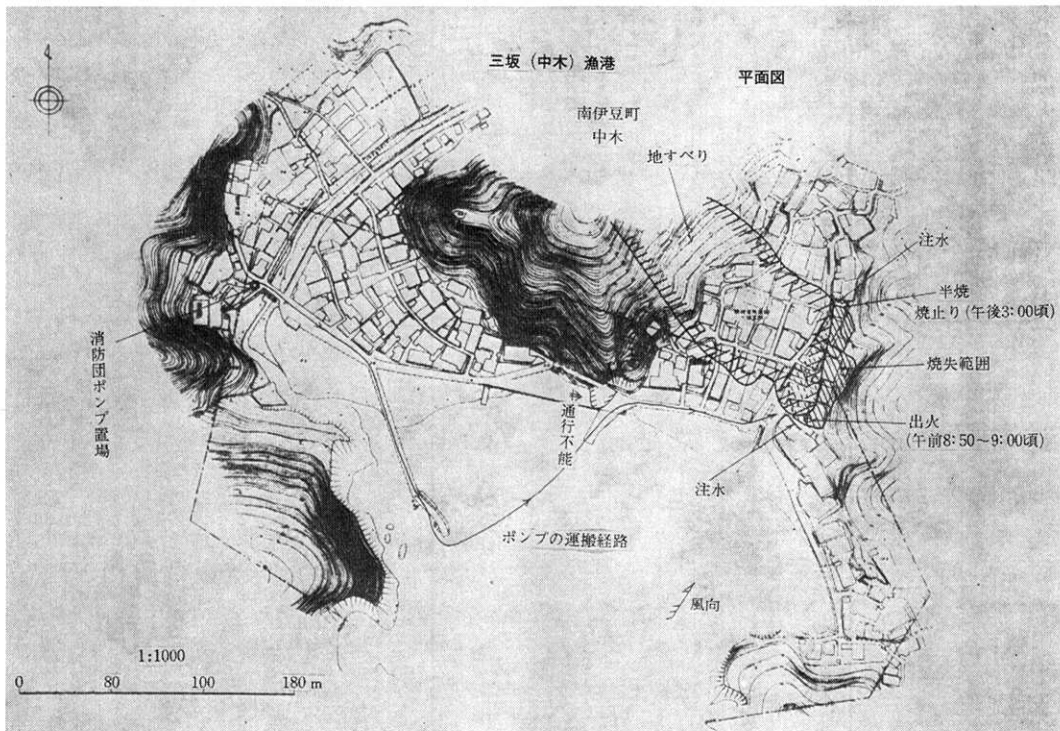 三坂(中木)漁港
平面図
南伊豆町
中木
地すべり
注水
半焼
焼止り(午後3:00頃)
焼失範囲
出火
(午前8:50〜9:00頃)
消防団ポンプ置場
通行不能
注水
ポンプの運搬経路
風向
1:1000
0 80 100 180 m